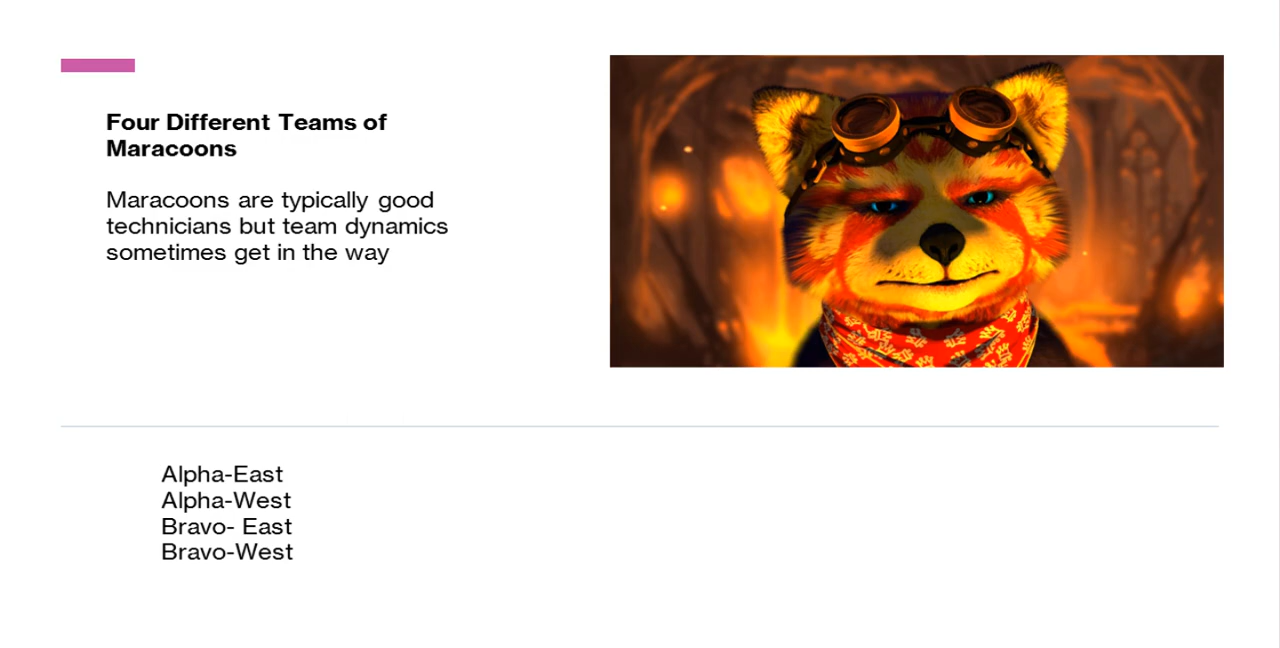 Four Different Teams of
Maracoons
Maracoons are typically good
technicians but team dynamics
sometimes get in the way
Alpha-East
Alpha-West
Bravo- East
Bravo-West